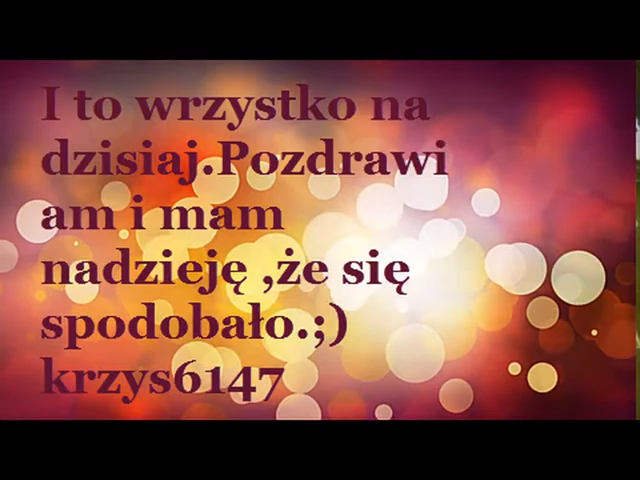 I to wrzystko na
dzisiaj.Pozdrawi
am i mam
nadzieję ,że się
spodobało.;)
krzys6147